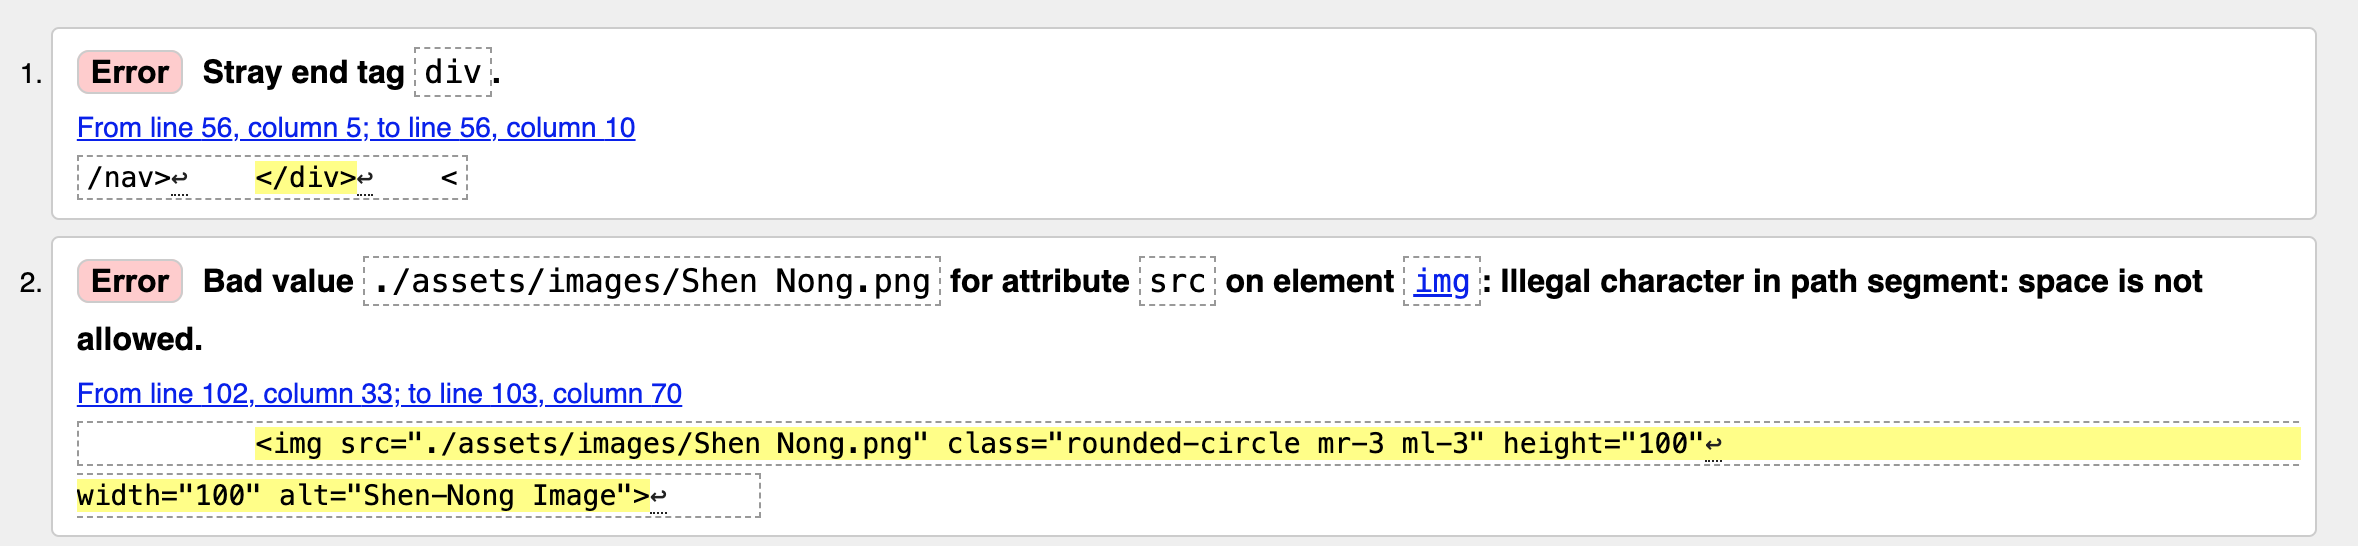 1. Error Stray end tag div.
From line 56, column 5; to line 56, column 10
/nav>↩    </div>↩    <
2. Error Bad value ./assets/images/Shen Nong.png for attribute src on element img: Illegal character in path segment: space is not
allowed.
From line 102, column 33; to line 103, column 70
<img src="./assets/images/Shen Nong.png" class="rounded-circle mr-3 ml-3" height="100"↩
width="100" alt="Shen-Nong Image">↩